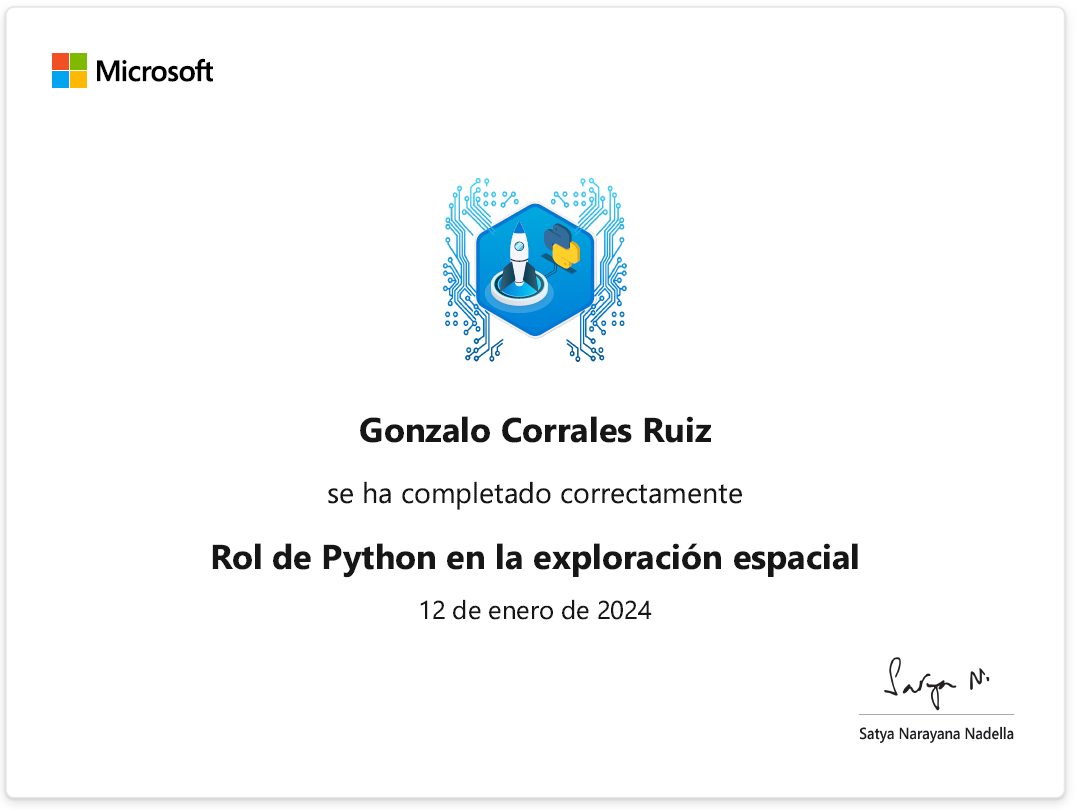 Microsoft
Gonzalo Corrales Ruiz
se ha completado correctamente
Rol de Python en la exploración espacial
12 de enero de 2024
Satya N.
Satya Narayana Nadella